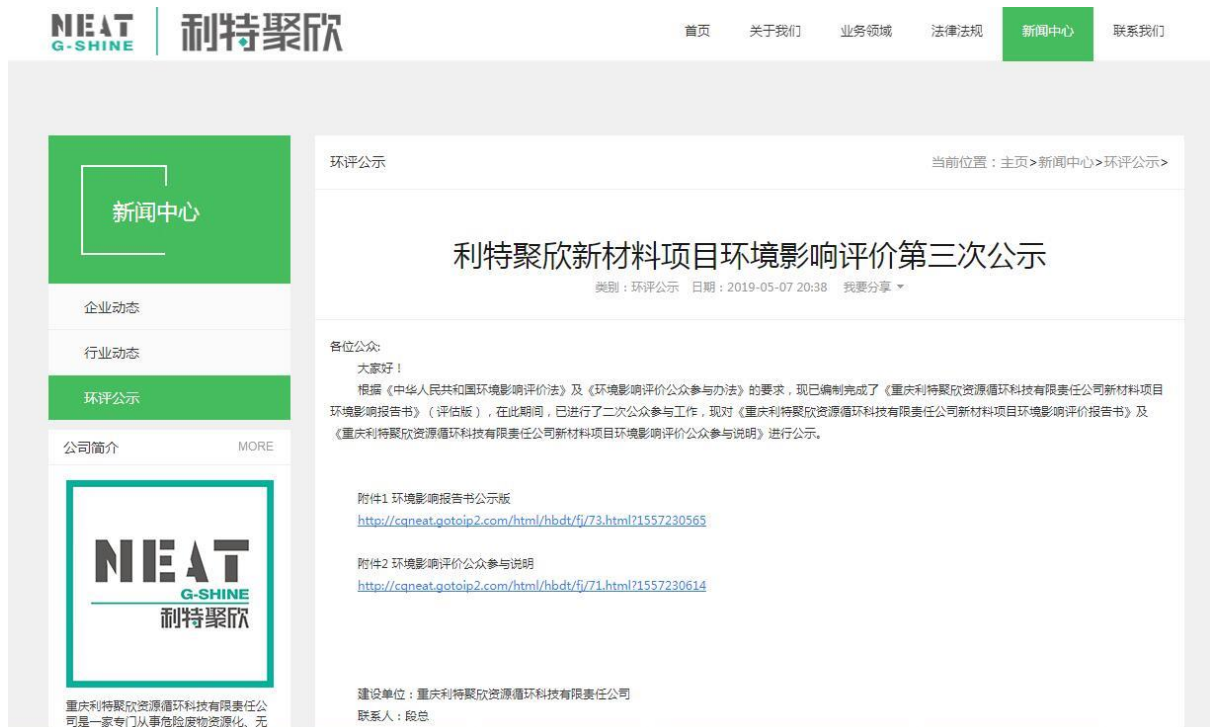 NEAT
G-SHINE
利特聚欣
首页 关于我们 业务领域 法律法规 新闻中心 联系我们
新闻中心
企业动态
行业动态
环评公示
公司简介 MORE
NEAT
G-SHINE
利特聚欣
重庆利特聚欣资源循环科技有限责任公
司是一家专门从事危险废物资源化、无
环评公示 当前位置：主页>新闻中心>环评公示>
利特聚欣新材料项目环境影响评价第三次公示
类别：环评公示 日期：2019-05-07 20:38 我要分享
各位公众:
大家好！
根据《中华人民共和国环境影响评价法》及《环境影响评价公众参与办法》的要求，现已编制完成了《重庆利特聚欣资源循环科技有限责任公司新材料项目
环境影响报告书》（评估版），在此期间，已进行了二次公众参与工作，现对《重庆利特聚欣资源循环科技有限责任公司新材料项目环境影响评价报告书》及
《重庆利特聚欣资源循环科技有限责任公司新材料项目环境影响评价公众参与说明》进行公示。
附件1 环境影响报告书公示版
http://cqneat.gotoip2.com/html/hbdt/fj/73.html?1557230565
附件2 环境影响评价公众参与说明
http://cqneat.gotoip2.com/html/hbdt/fj/71.html?1557230614
建设单位：重庆利特聚欣资源循环科技有限责任公司
联系人：段总